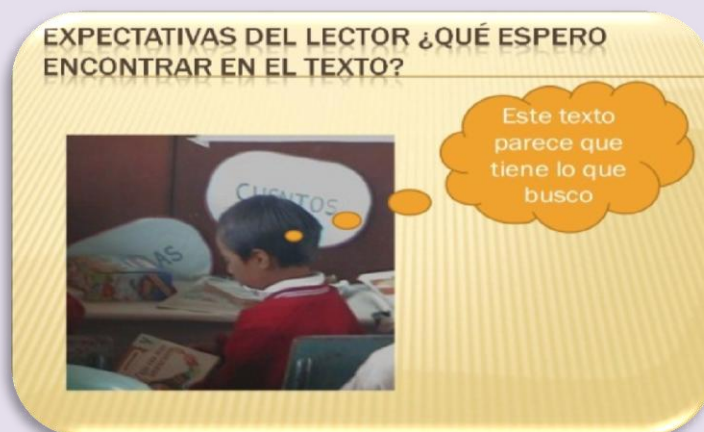 EXPECTATIVAS DEL LECTOR ¿QUÉ ESPERO
ENCONTRAR EN EL TEXTO?
Este texto
parece que
tiene lo que
busco
CUENTOS